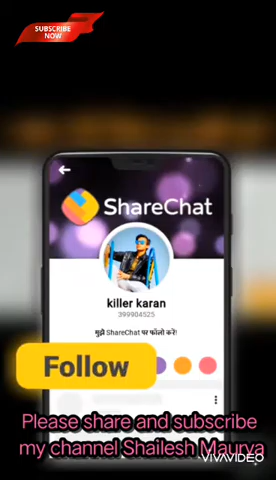 SUBSCRIBE
NOW
ShareChat
killer karan
399904525
मुझे ShareChat पर फॉलो करें!
Follow
Please share and subscribe
my channel Shailesh Maurya
VIVAVIDEO